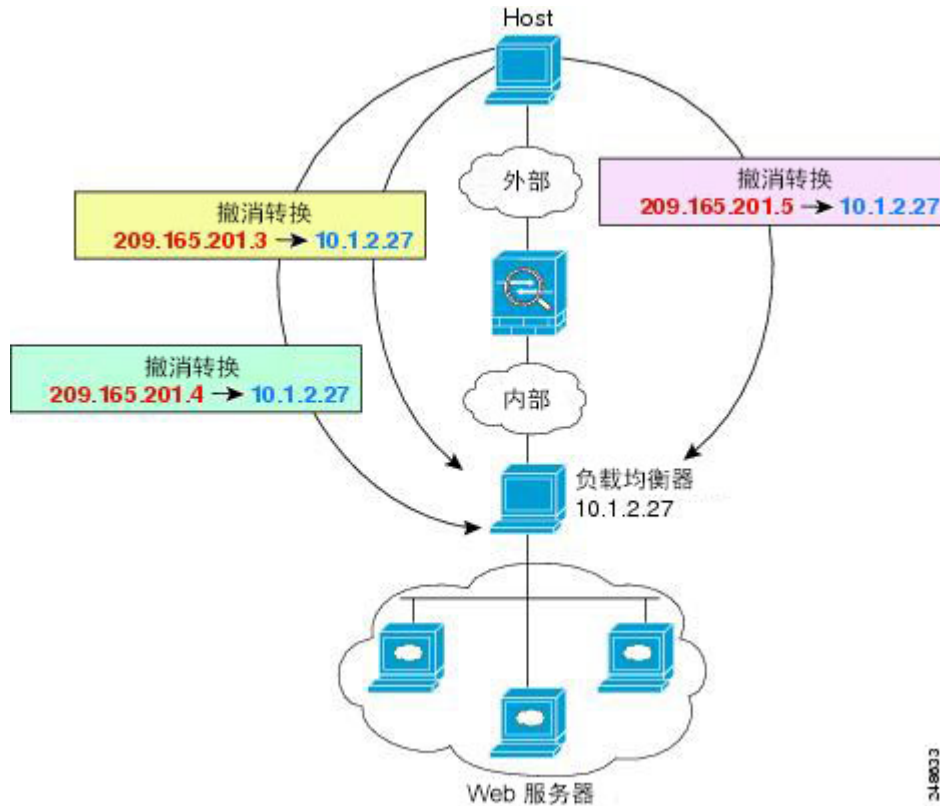 Host
外部
撤消转换
209.165.201.3 → 10.1.2.27
撤消转换
209.165.201.5 → 10.1.2.27
撤消转换
209.165.201.4 → 10.1.2.27
内部
负载均衡器
10.1.2.27
Web 服务器
248633